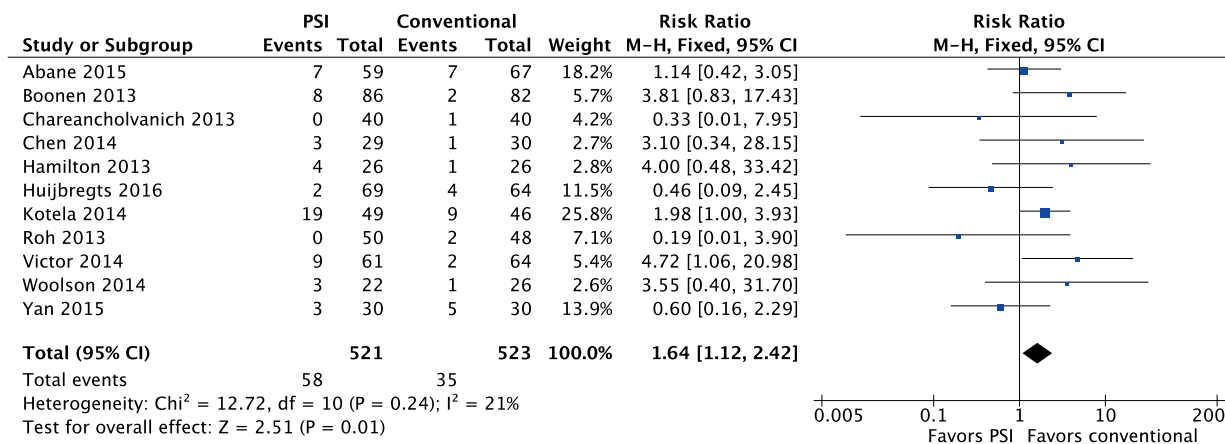 PSI Conventional Risk Ratio Risk Ratio
Study or Subgroup Events Total Events Total Weight M-H, Fixed, 95% CI M-H, Fixed, 95% CI
Abane 2015 7 59 7 67 18.2% 1.14 [0.42, 3.05]
Boonen 2013 8 86 2 82 5.7% 3.81 [0.83, 17.43]
Chareancholvanich 2013 0 40 1 40 4.2% 0.33 [0.01, 7.95]
Chen 2014 3 29 1 30 2.7% 3.10 [0.34, 28.15]
Hamilton 2013 4 26 1 26 2.8% 4.00 [0.48, 33.42]
Huijbregts 2016 2 69 4 64 11.5% 0.46 [0.09, 2.45]
Kotela 2014 19 49 9 46 25.8% 1.98 [1.00, 3.93]
Roh 2013 0 50 2 48 7.1% 0.19 [0.01, 3.90]
Victor 2014 9 61 2 64 5.4% 4.72 [1.06, 20.98]
Woolson 2014 3 22 1 26 2.6% 3.55 [0.40, 31.70]
Yan 2015 3 30 5 30 13.9% 0.60 [0.16, 2.29]
Total (95% CI) 521 523 100.0% 1.64 [1.12, 2.42]
Total events 58 35
Heterogeneity: Chi² = 12.72, df = 10 (P = 0.24); I² = 21%
Test for overall effect: Z = 2.51 (P = 0.01)
0.005 0.1 1 10 200
Favors PSI Favors conventional